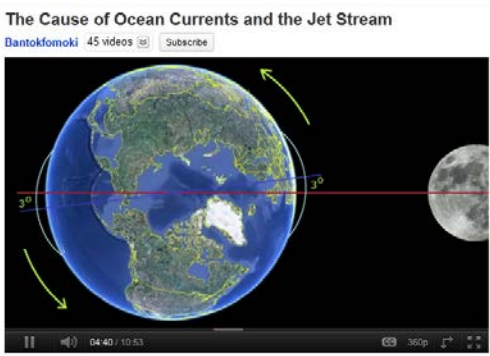 The Cause of Ocean Currents and the Jet Stream
Bantokfomoki 45 videos Subscribe
3°
3°
04:40 / 10:53
CC 360p